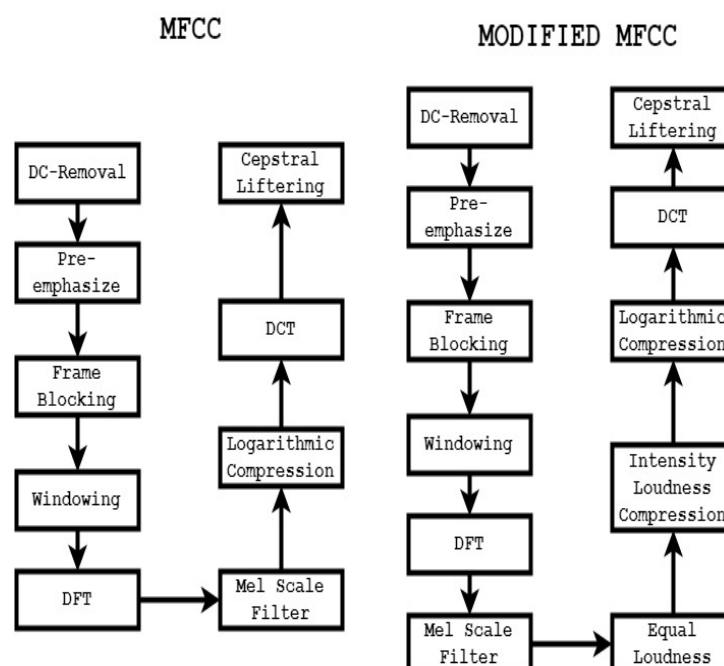 MFCC
DC-Removal
Pre-
emphasize
Frame
Blocking
Windowing
DFT
Mel Scale
Filter
Logarithmic
Compression
DCT
Cepstral
Liftering
MODIFIED MFCC
DC-Removal
Pre-
emphasize
Frame
Blocking
Windowing
DFT
Mel Scale
Filter
Equal
Loudness
Intensity
Loudness
Compression
Logarithmic
Compression
DCT
Cepstral
Liftering